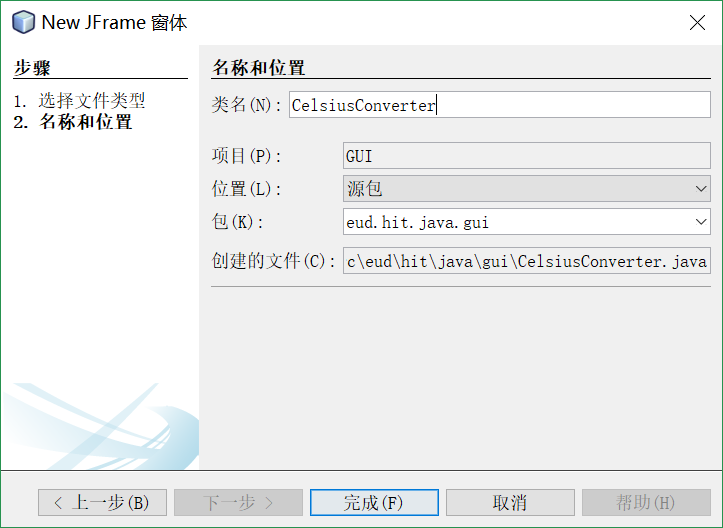 New JFrame 窗体
步骤
1. 选择文件类型
2. 名称和位置
名称和位置
类名(N): CelsiusConverter
项目(P): GUI
位置(L): 源包
包(K): eud.hit.java.gui
创建的文件(C): c\eud\hit\java\gui\CelsiusConverter.java
< 上一步(B) 下一步 > 完成(F) 取消 帮助(H)